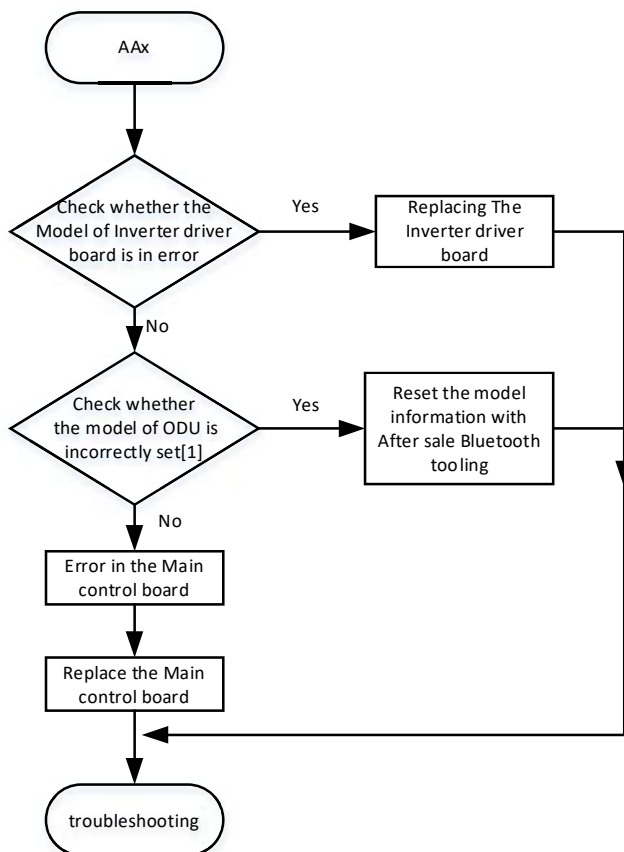 AAx
Check whether the
Model of Inverter driver
board is in error
Yes
Replacing The
Inverter driver
board
No
Check whether
the model of ODU is
incorrectly set[1]
Yes
Reset the model
information with
After sale Bluetooth
tooling
No
Error in the Main
control board
Replace the Main
control board
troubleshooting